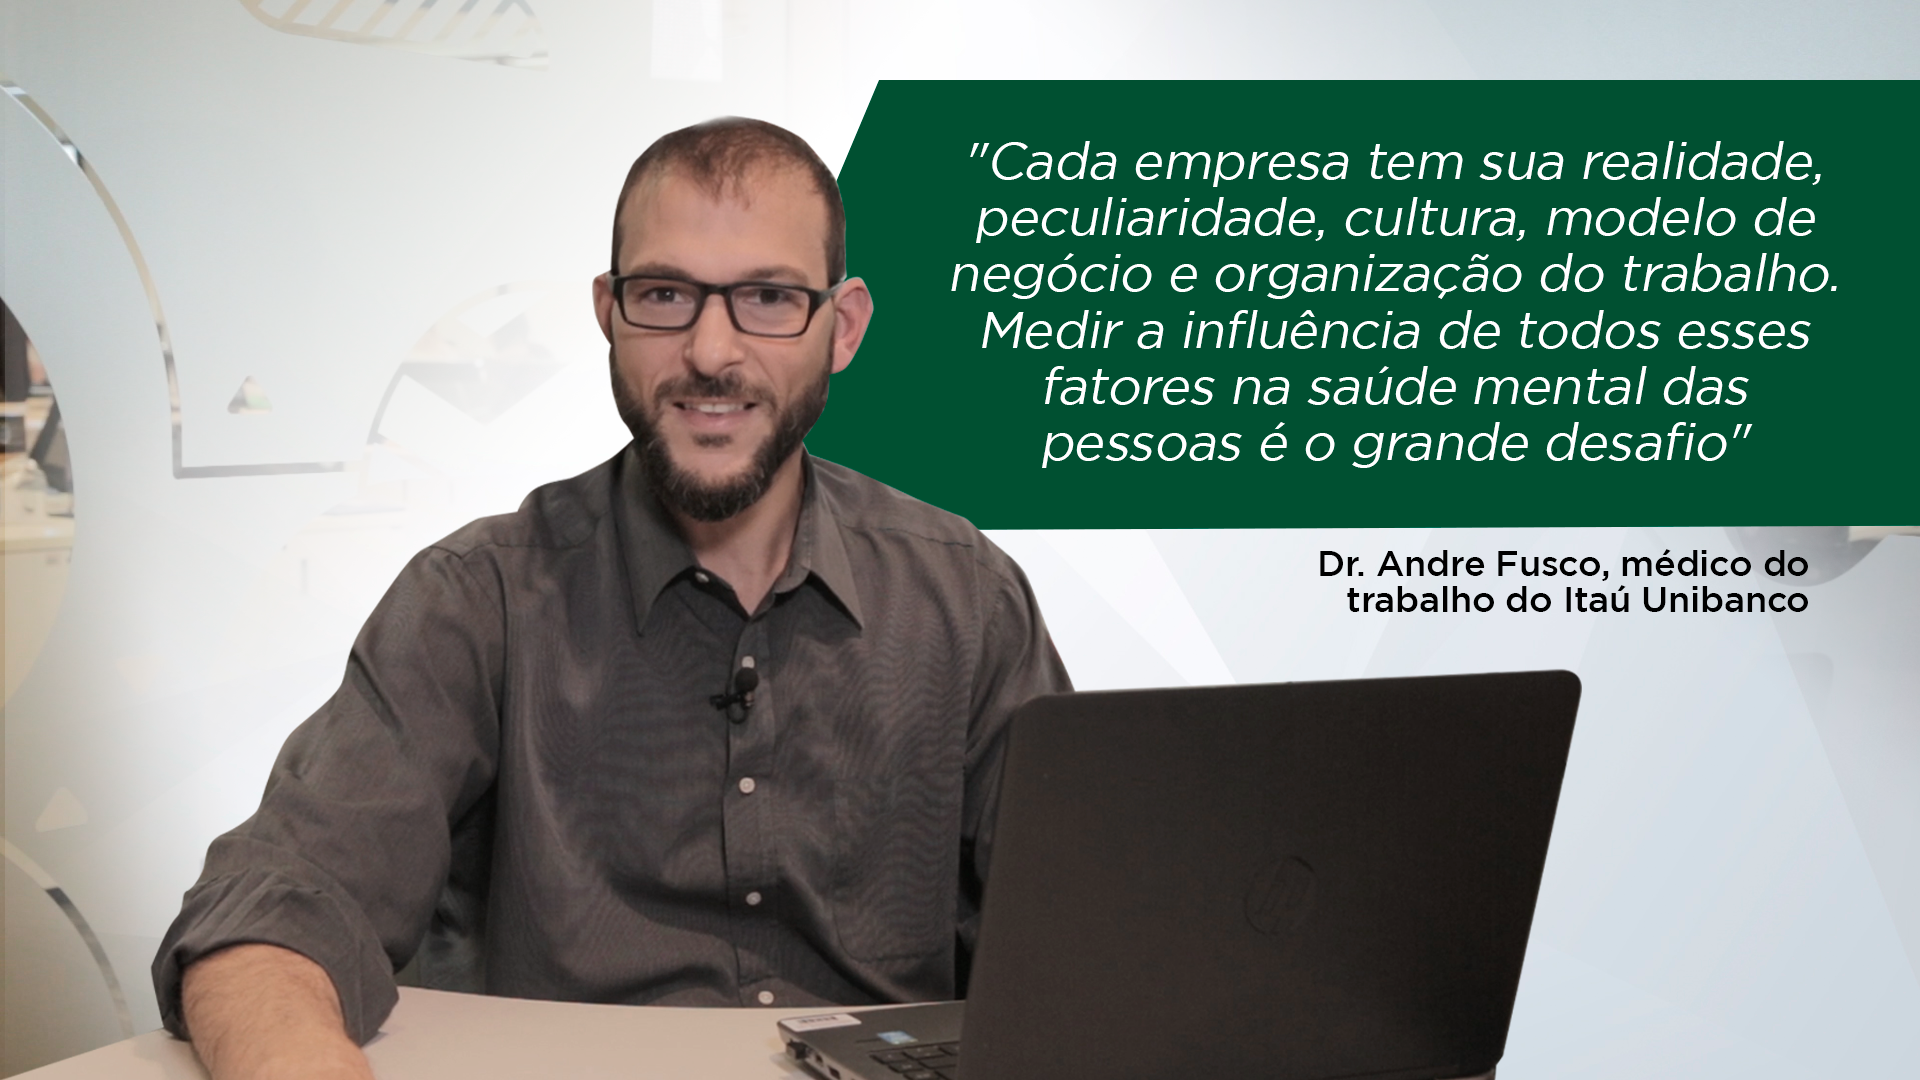 "Cada empresa tem sua realidade,
peculiaridade, cultura, modelo de
negócio e organização do trabalho.
Medir a influência de todos esses
fatores na saúde mental das
pessoas é o grande desafio"
Dr. Andre Fusco, médico do
trabalho do Itaú Unibanco